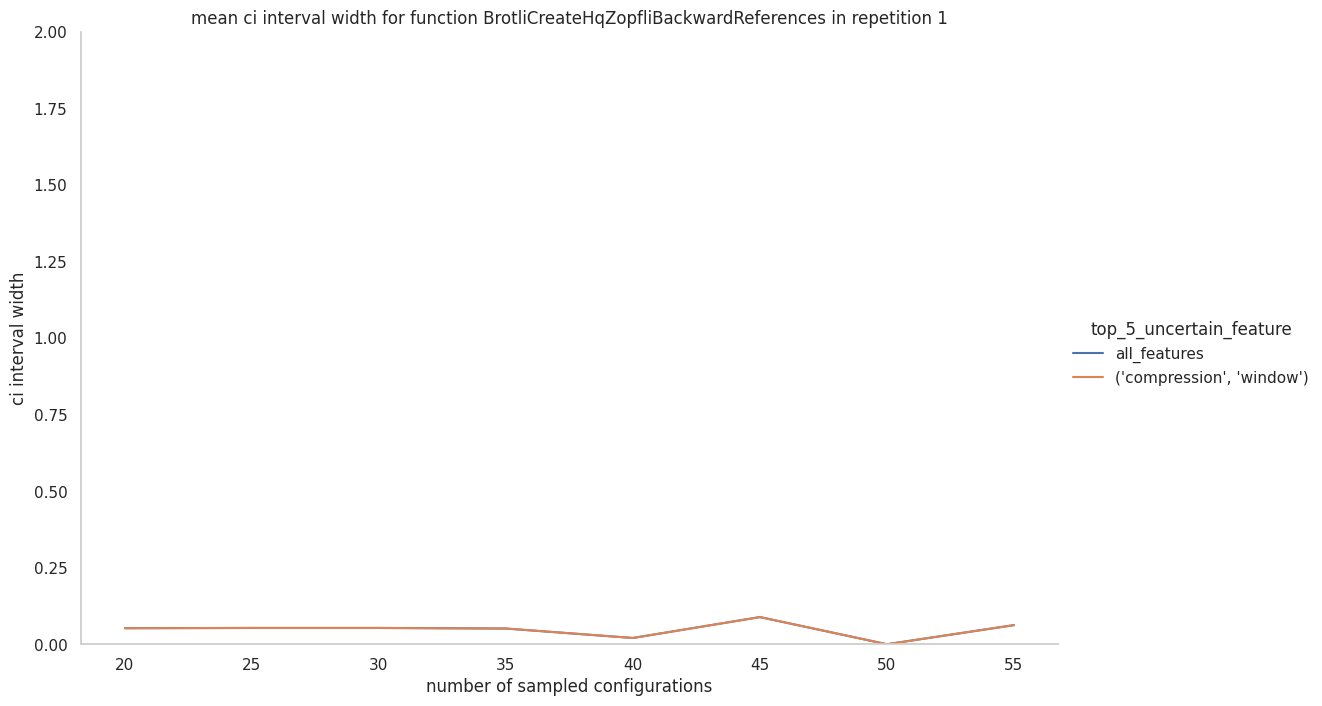 mean ci interval width for function BrotliCreateHqZopfliBackwardReferences in repetition 1
2.00
1.75
1.50
1.25
1.00
0.75
0.50
0.25
0.00
ci interval width
20 25 30 35 40 45 50 55
number of sampled configurations
top_5_uncertain_feature
all_features
('compression', 'window')